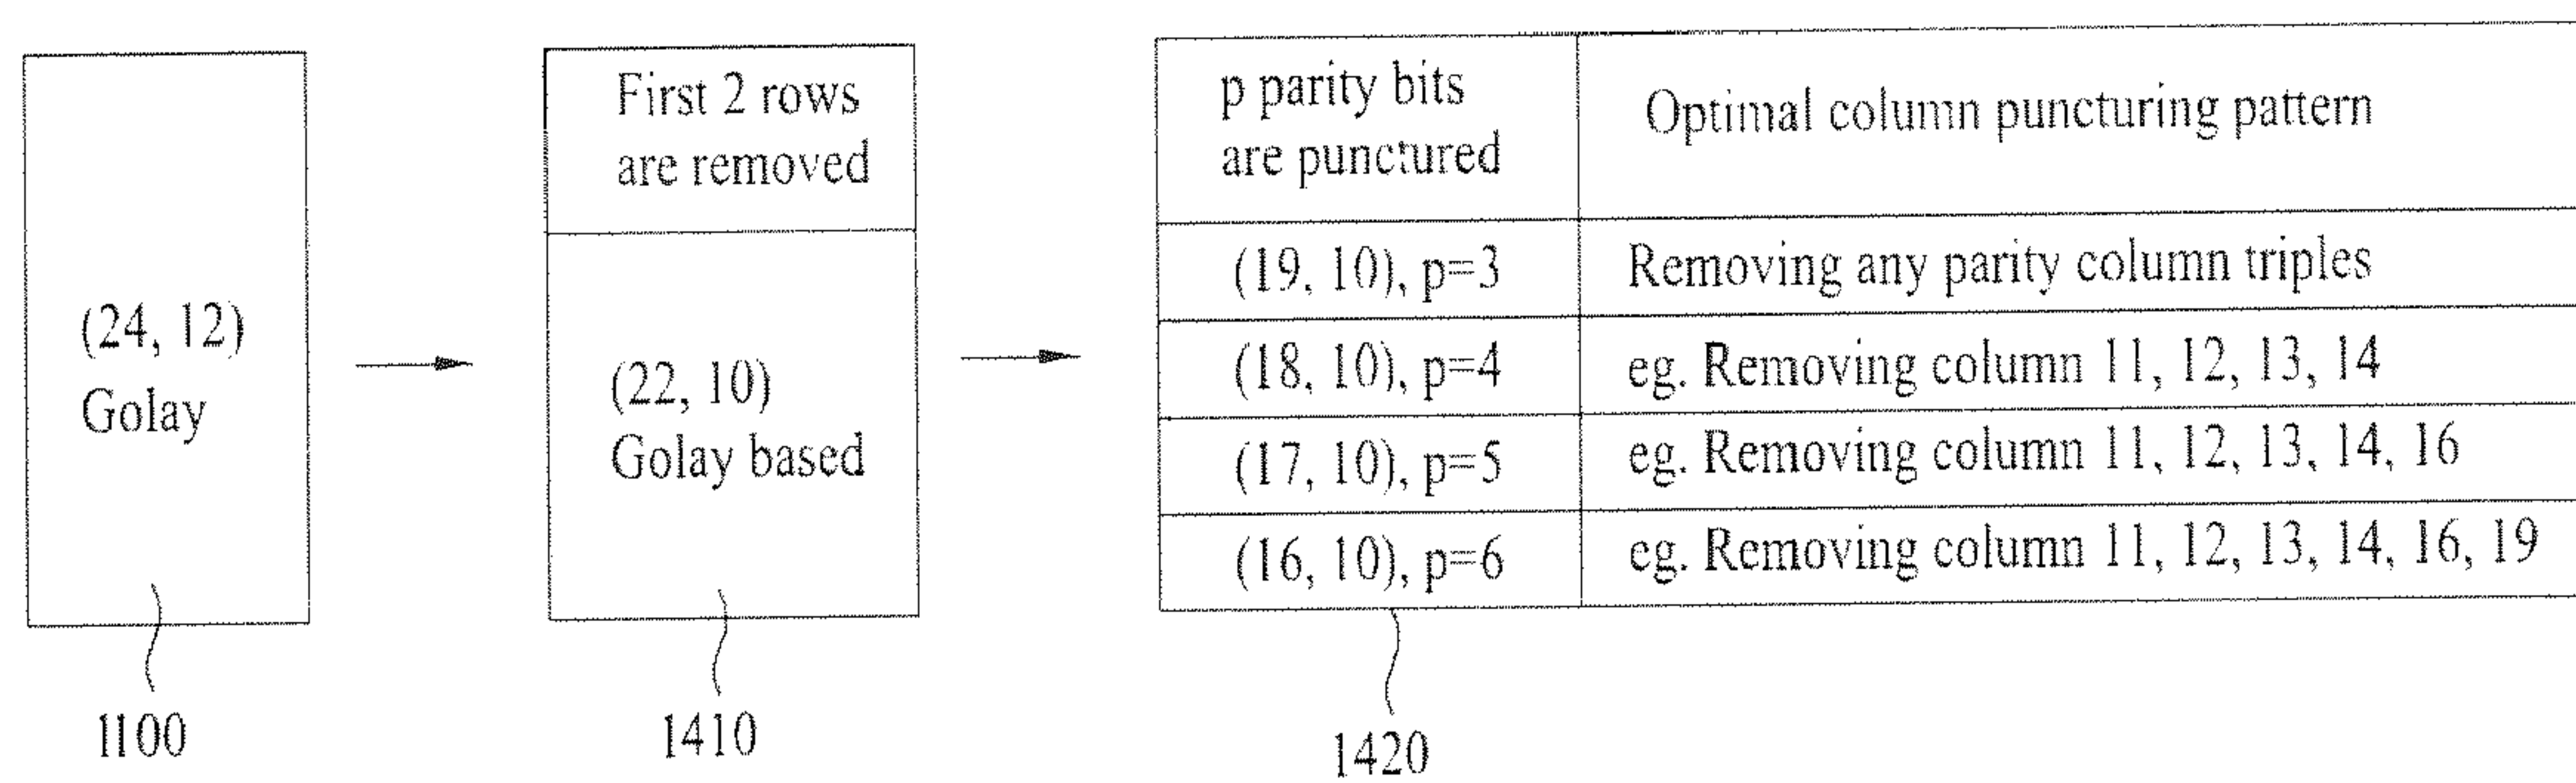 (24, 12)
Golay
1100
First 2 rows
are removed
(22, 10)
Golay based
1410
p parity bits
are punctured
Optimal column puncturing pattern
(19, 10), p=3
Removing any parity column triples
(18, 10), p=4
eg. Removing column 11, 12, 13, 14
(17, 10), p=5
eg. Removing column 11, 12, 13, 14, 16
(16, 10), p=6
eg. Removing column 11, 12, 13, 14, 16, 19
1420